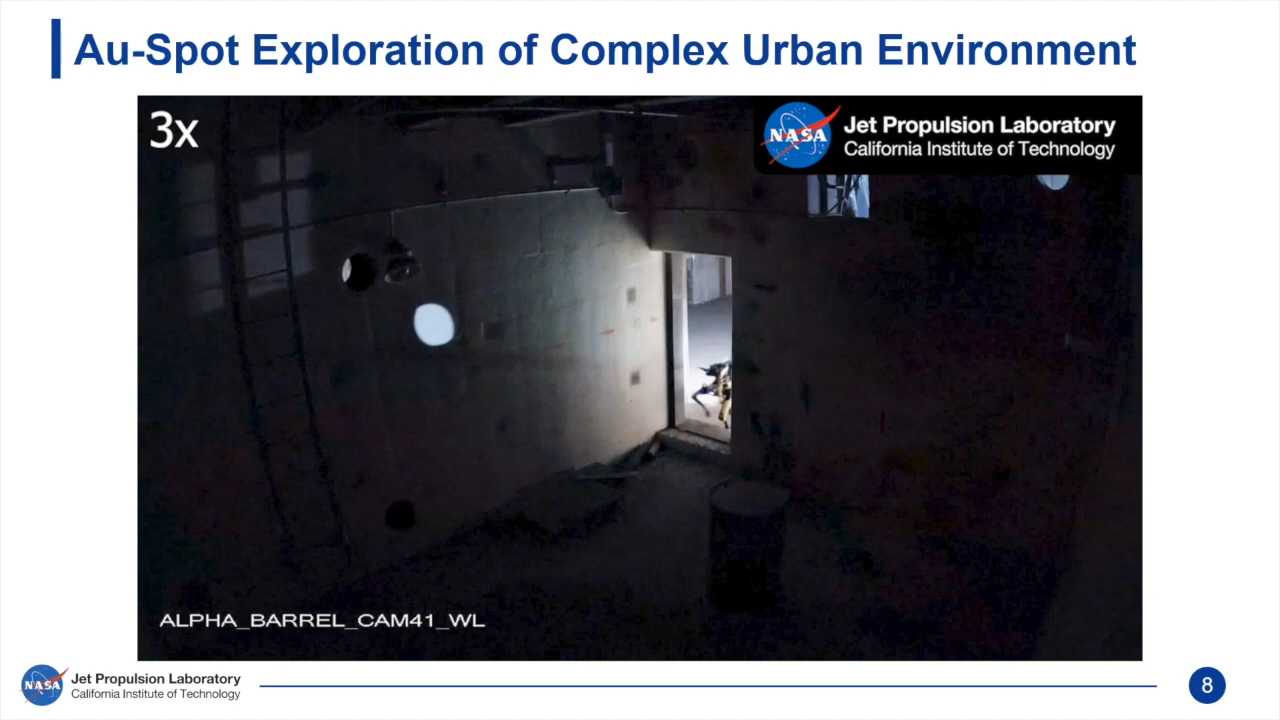 Au-Spot Exploration of Complex Urban Environment
3x
NASA
Jet Propulsion Laboratory
California Institute of Technology
ALPHA_BARREL_CAM41_WL
NASA
Jet Propulsion Laboratory
California Institute of Technology
8